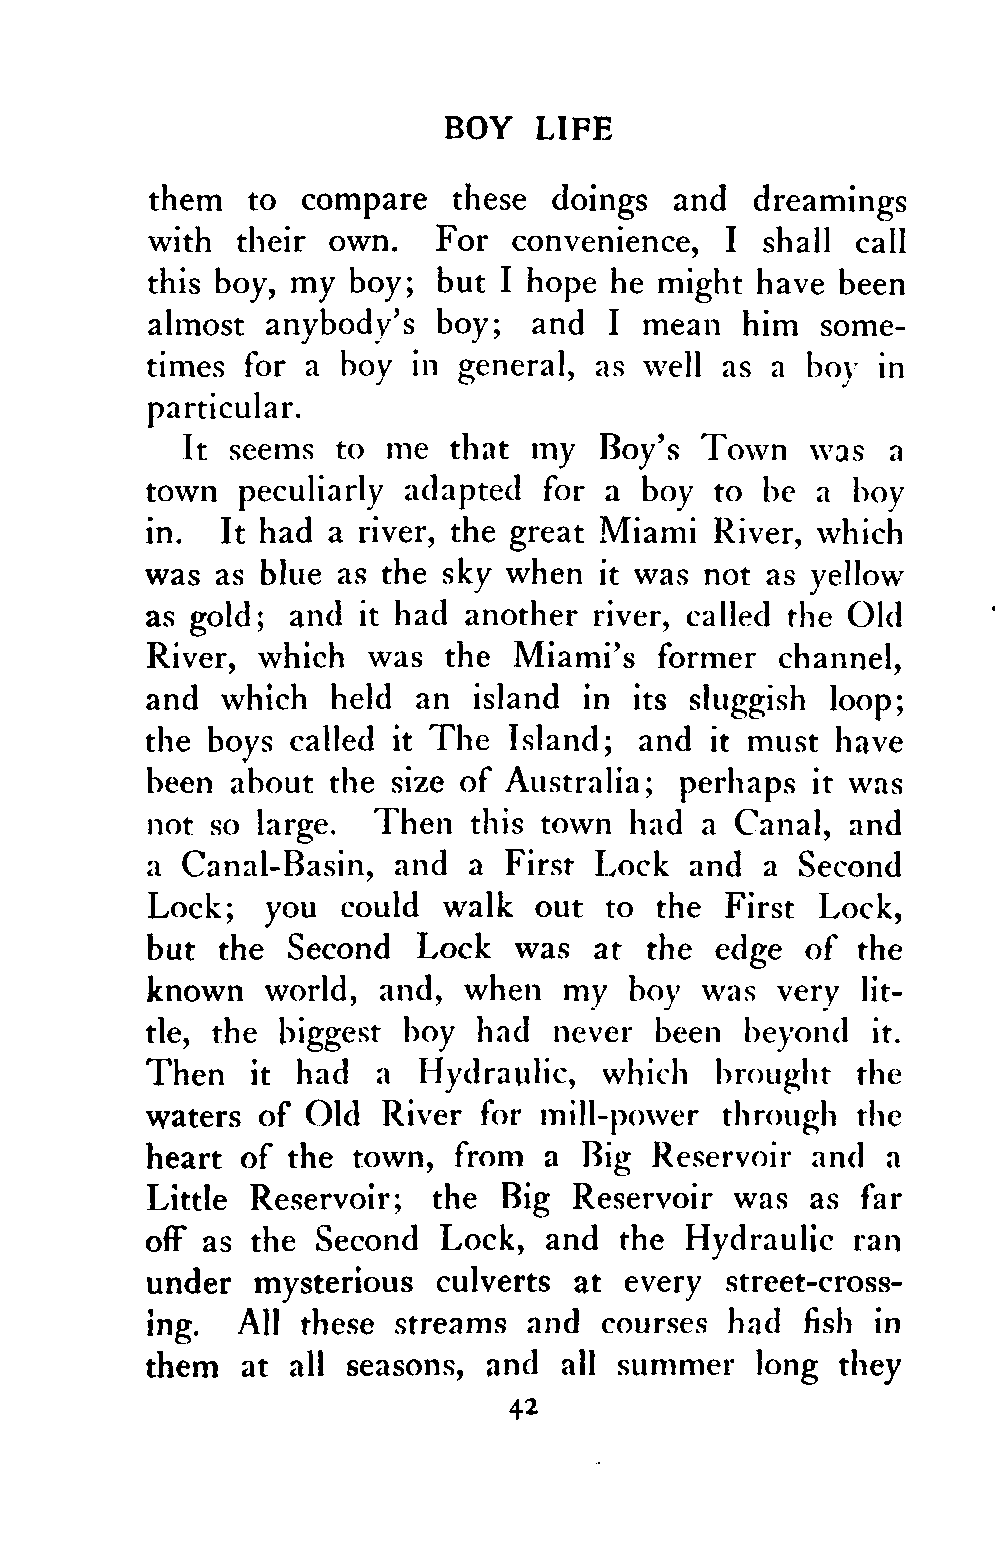 BOY LIFE
them to compare these doings and dreamings
with their own. For convenience, I shall call
this boy, my boy; but I hope he might have been
almost anybody's boy; and I mean him some-
times for a boy in general, as well as a boy in
particular.
It seems to me that my Boy's Town was a
town peculiarly adapted for a boy to be a boy
in. It had a river, the great Miami River, which
was as blue as the sky when it was not as yellow
as gold; and it had another river, called the Old
River, which was the Miami's former channel,
and which held an island in its sluggish loop;
the boys called it The Island; and it must have
been about the size of Australia; perhaps it was
not so large. Then this town had a Canal, and
a Canal-Basin, and a First Lock and a Second
Lock; you could walk out to the First Lock,
but the Second Lock was at the edge of the
known world, and, when my boy was very lit-
tle, the biggest boy had never been beyond it.
Then it had a Hydraulic, which brought the
waters of Old River for mill-power through the
heart of the town, from a Big Reservoir and a
Little Reservoir; the Big Reservoir was as far
off as the Second Lock, and the Hydraulic ran
under mysterious culverts at every street-cross-
ing. All these streams and courses had fish in
them at all seasons, and all summer long they
42